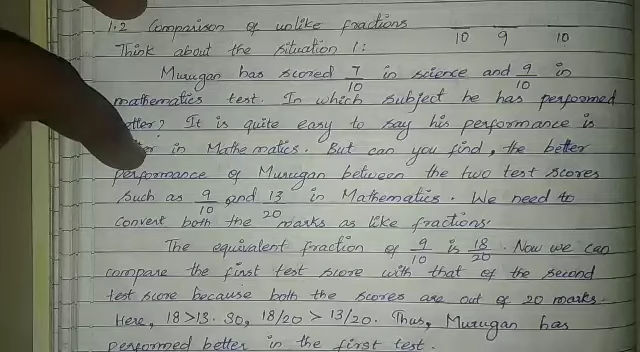 1.2 Comparison of unlike fractions
10 9 10
Think about the situation 1:
Murugan has scored 7/10 in science and 9/10 in
mathematics test. In which subject he has performed
etter? It is quite easy to say his performance is
in Mathematics. But can you find, the better
performance of Murugan between the two test scores
such as 9/10 and 13/20 in Mathematics. We need to
convert both the marks as like fractions.
The equivalent fraction of 9/10 is 18/20. Now we can
compare the first test score with that of the second
test score because both the scores are out of 20 marks.
Here, 18>13. SO, 18/20 > 13/20. Thus, Murugan has
performed better in the first test.